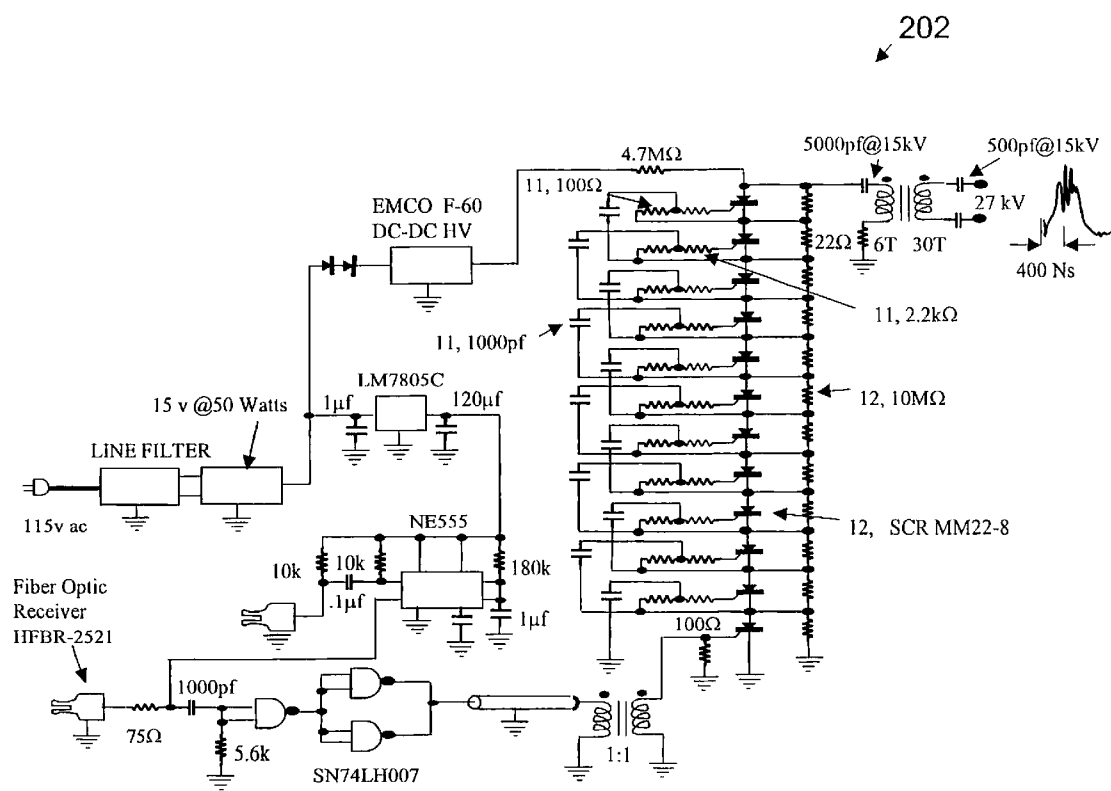 202
5000pf@15kV
500pf@15kV
4.7MΩ
11, 100Ω
EMCO F-60
DC-DC HV
27 kV
22Ω
6T
30T
400 Ns
11, 2.2kΩ
11, 1000pf
LM7805C
15 v @50 Watts
1μf
120μf
12, 10MΩ
LINE FILTER
115v ac
NE555
12, SCR MM22-8
10k
10k
180k
Fiber Optic
Receiver
HFBR-2521
.1μf
1μf
100Ω
1000pf
75Ω
5.6k
1:1
SN74LH007